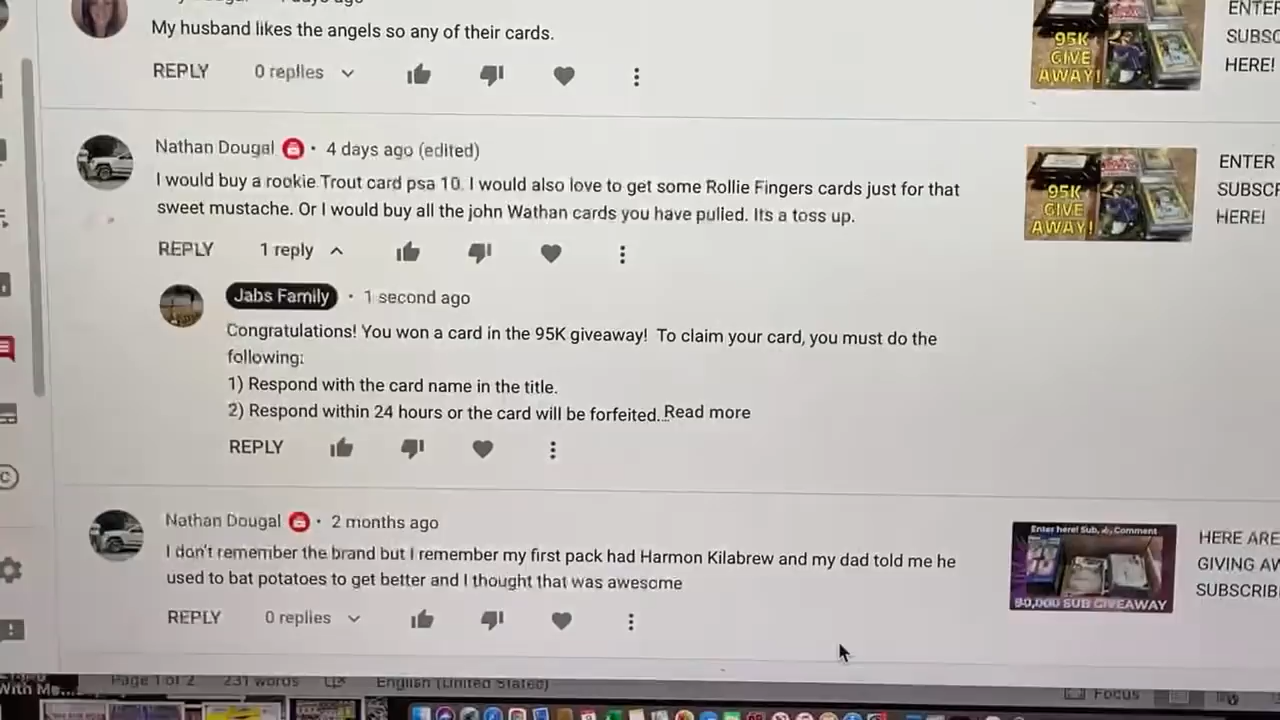 days ago
My husband likes the angels so any of their cards.
REPLY 0 replies
95K
GIVE
AWAY!
ENTER
SUBSC
HERE!
Nathan Dougal · 4 days ago (edited)
I would buy a rookie Trout card psa 10. I would also love to get some Rollie Fingers cards just for that
sweet mustache. Or I would buy all the john Wathan cards you have pulled. Its a toss up.
REPLY 1 reply
95K
GIVE
AWAY!
ENTER
SUBSCR
HERE!
Jabs Family · 1 second ago
Congratulations! You won a card in the 95K giveaway! To claim your card, you must do the
following:
1) Respond with the card name in the title.
2) Respond within 24 hours or the card will be forfeited...Read more
REPLY
Nathan Dougal · 2 months ago
I don't remember the brand but I remember my first pack had Harmon Kilabrew and my dad told me he
used to bat potatoes to get better and I thought that was awesome
REPLY 0 replies
Enter here! Sub, Comment
90,000 SUB GIVEAWAY
HERE ARE
GIVING AW
SUBSCRIB
With Me...
Page 1 of 2 231 words English (United States) Focus